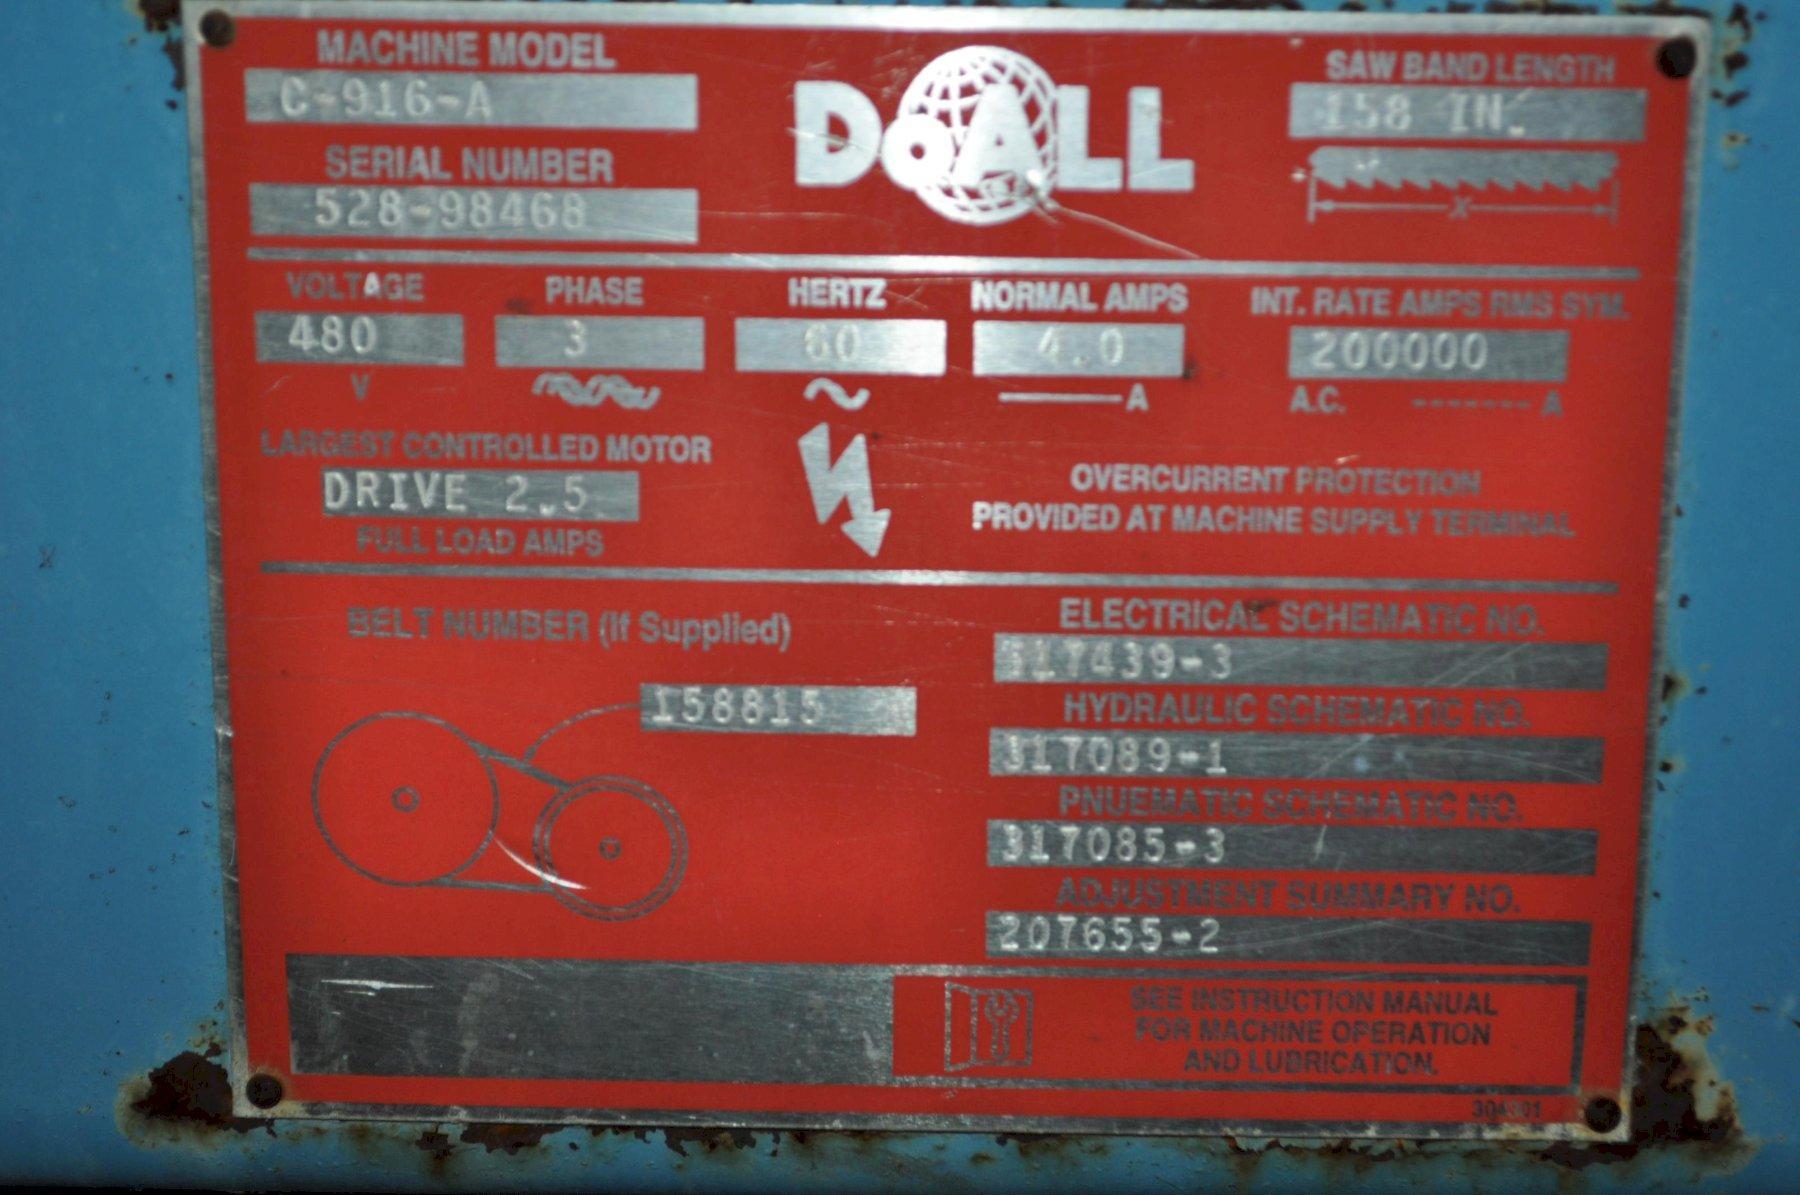 MACHINE MODEL
C-916-A
SERIAL NUMBER
528-98468
DoALL
SAW BAND LENGTH
158 IN.
X
VOLTAGE
480
V
PHASE
3
HERTZ
60
NORMAL AMPS
4.0
A
INT. RATE AMPS RMS SYM.
200000
A.C. ------- A
LARGEST CONTROLLED MOTOR
DRIVE 2.5
FULL LOAD AMPS
OVERCURRENT PROTECTION
PROVIDED AT MACHINE SUPPLY TERMINAL
BELT NUMBER (If Supplied)
158815
ELECTRICAL SCHEMATIC NO.
317439-3
HYDRAULIC SCHEMATIC NO.
317089-1
PNUEMATIC SCHEMATIC NO.
317085-3
ADJUSTMENT SUMMARY NO.
207655-2
SEE INSTRUCTION MANUAL
FOR MACHINE OPERATION
AND LUBRICATION.